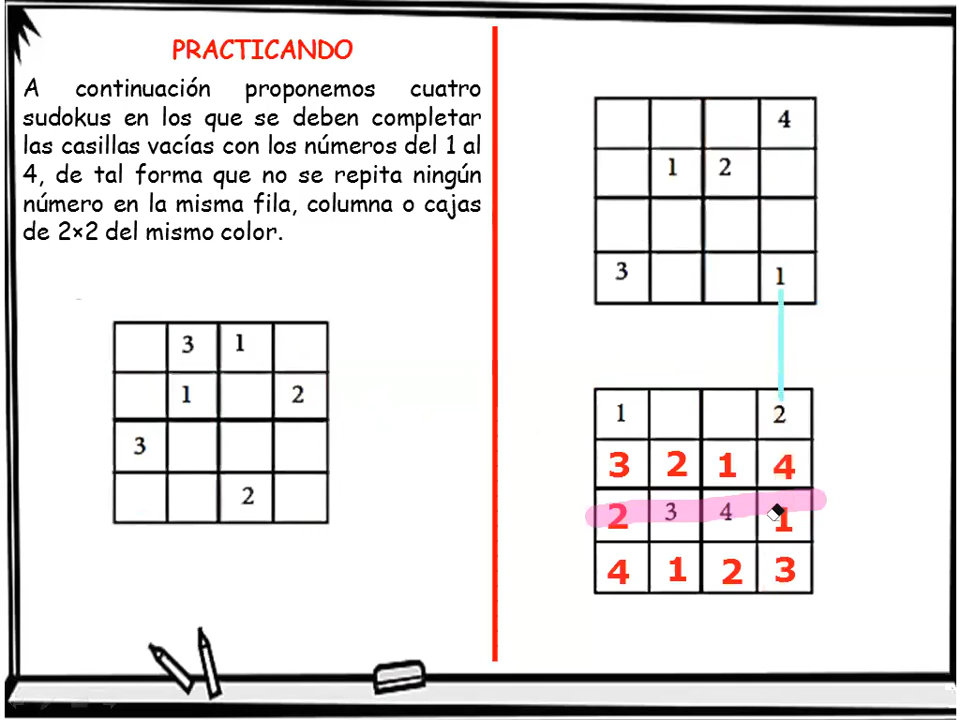 PRACTICANDO
A continuación proponemos cuatro
sudokus en los que se deben completar
las casillas vacías con los números del 1 al
4, de tal forma que no se repita ningún
número en la misma fila, columna o cajas
de 2×2 del mismo color.
3 1
1 2
3
2
4
1 2
3 1
1 2
3 2 1 4
2 3 4 1
4 1 2 3